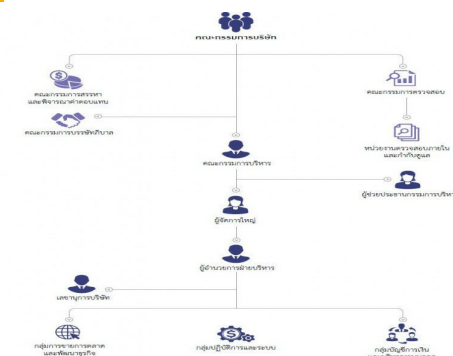 คณะกรรมการบริษัท
คณะกรรมการสรรหา
และพิจารณาค่าตอบแทน
คณะกรรมการตรวจสอบ
คณะกรรมการบรรษัทภิบาล
หน่วยงานตรวจสอบภายใน
และกำกับดูแล
คณะกรรมการบริหาร
ผู้ช่วยประธานกรรมการบริหาร
ผู้จัดการใหญ่
ผู้อำนวยการฝ่ายบริหาร
เลขานุการบริษัท
กลุ่มการขายการตลาด
และพัฒนาธุรกิจ
กลุ่มปฏิบัติการและระบบ
กลุ่มบัญชีการเงิน